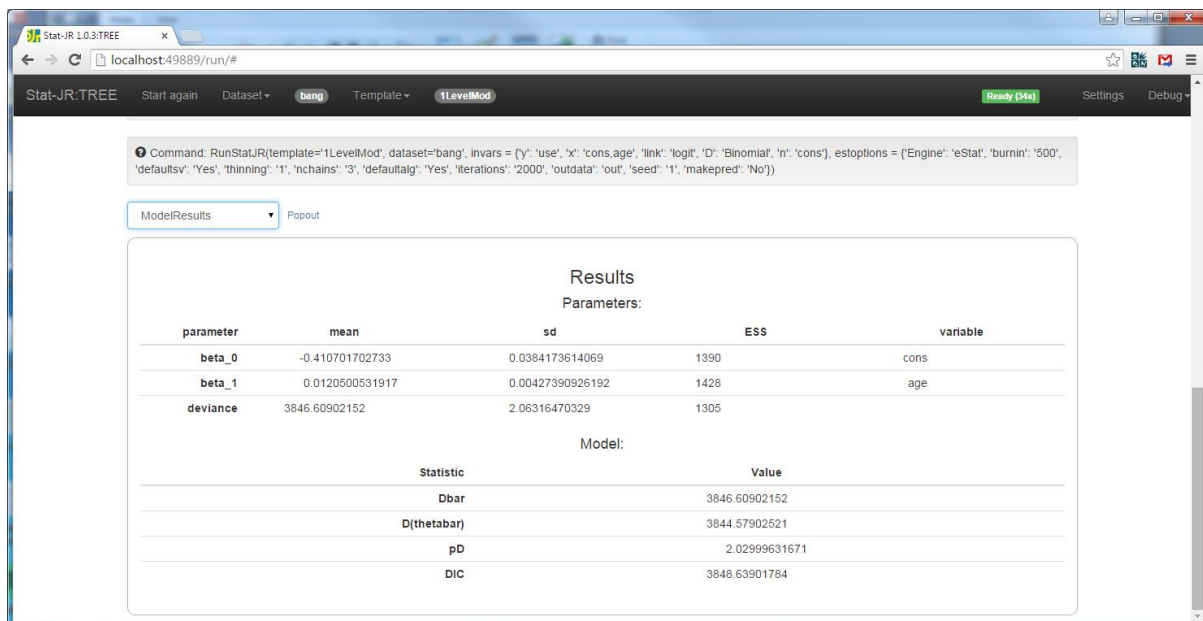 Stat-JR 1.0.3:TREE
localhost:49889/run/#
Stat-JR:TREE Start again Dataset bang Template 1LevelMod Ready (34s) Settings Debug
Command: RunStatJR(template='1LevelMod', dataset='bang', invars = {'y': 'use', 'x': 'cons,age', 'link': 'logit', 'D': 'Binomial', 'n': 'cons'}, estoptions = {'Engine': 'eStat', 'burnin': '500',
'defaultsv': 'Yes', 'thinning': '1', 'nchains': '3', 'defaultalg': 'Yes', 'iterations': '2000', 'outdata': 'out', 'seed': '1', 'makepred': 'No'})
ModelResults Popout
Results
Parameters:
parameter mean sd ESS variable
beta_0 -0.410701702733 0.0384173614069 1390 cons
beta_1 0.0120500531917 0.00427390926192 1428 age
deviance 3846.60902152 2.06316470329 1305
Model:
Statistic Value
Dbar 3846.60902152
D(thetabar) 3844.57902521
pD 2.02999631671
DIC 3848.63901784